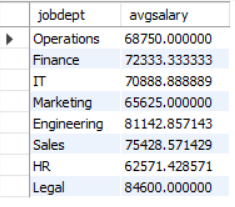 jobdept avgsalary
Operations 68750.000000
Finance 72333.333333
IT 70888.888889
Marketing 65625.000000
Engineering 81142.857143
Sales 75428.571429
HR 62571.428571
Legal 84600.000000